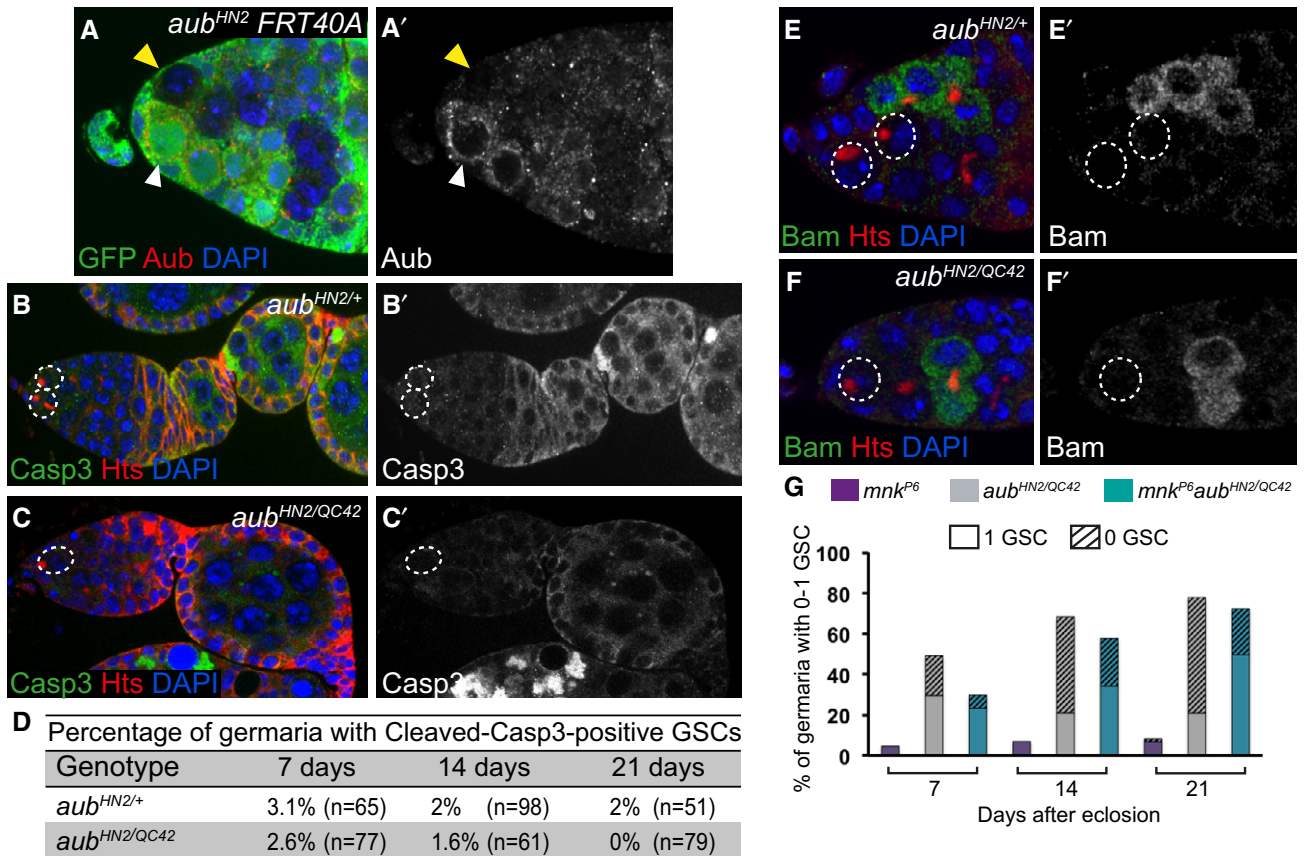 A aub^HN2 FRT40A
GFP Aub DAPI
A′
Aub
B aub^HN2/+
Casp3 Hts DAPI
B′
Casp3
C aub^HN2/QC42
Casp3 Hts DAPI
C′
Casp3
D
Percentage of germaria with Cleaved-Casp3-positive GSCs
Genotype 7 days 14 days 21 days
aub^HN2/+ 3.1% (n=65) 2% (n=98) 2% (n=51)
aub^HN2/QC42 2.6% (n=77) 1.6% (n=61) 0% (n=79)
E aub^HN2/+
Bam Hts DAPI
E′
Bam
F aub^HN2/QC42
Bam Hts DAPI
F′
Bam
G mnk^P6 aub^HN2/QC42 mnk^P6aub^HN2/QC42
1 GSC 0 GSC
% of germaria with 0-1 GSC
100
80
60
40
20
0
7 14 21
Days after eclosion